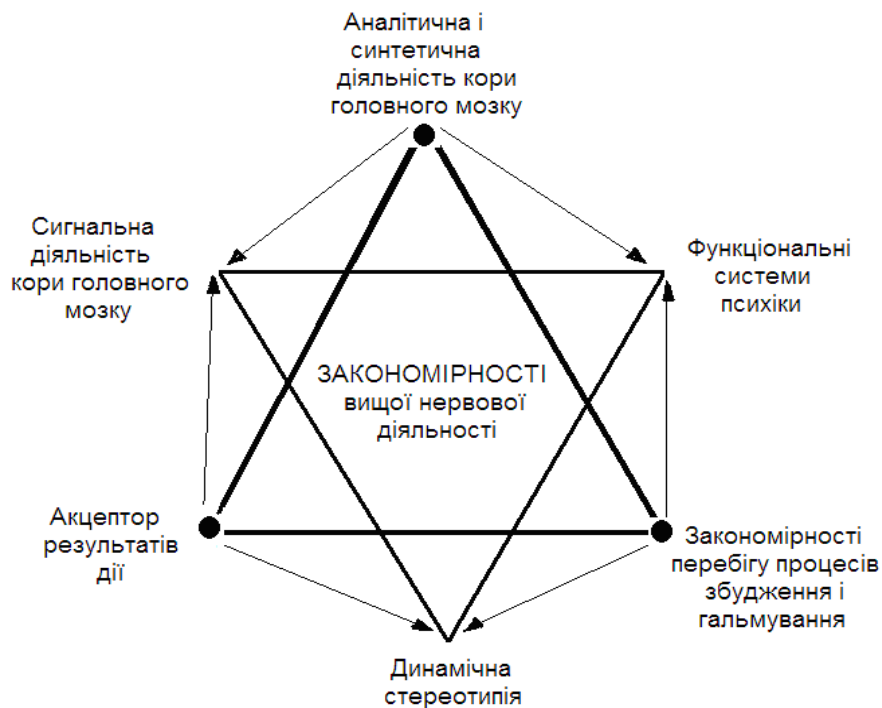 Аналітична і
синтетична
діяльність кори
головного мозку
Сигнальна
діяльність
кори головного
мозку
Функціональні
системи
психіки
ЗАКОНОМІРНОСТІ
вищої нервової
діяльності
Акцептор
результатів
дії
Закономірності
перебігу процесів
збудження і
гальмування
Динамічна
стереотипія